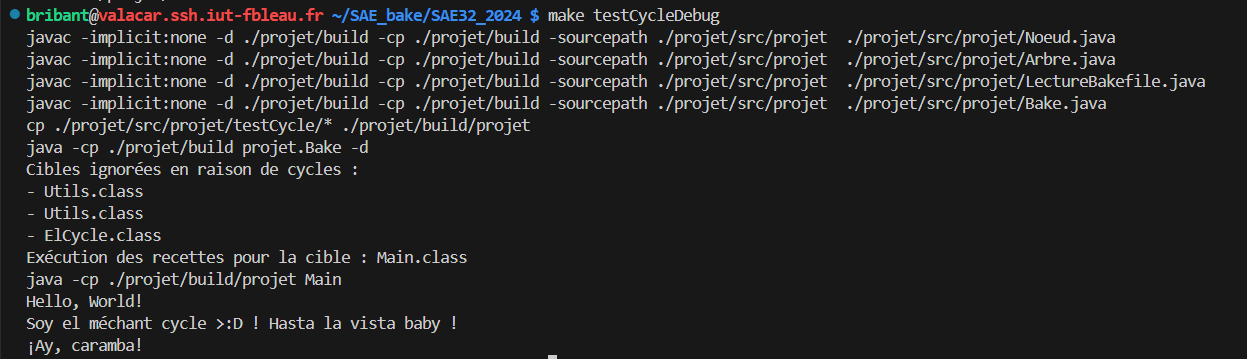 bribant@valacar.ssh.iut-fbleau.fr ~/SAE_bake/SAE32_2024 $ make testCycleDebug
javac -implicit:none -d ./projet/build -cp ./projet/build -sourcepath ./projet/src/projet  ./projet/src/projet/Noeud.java
javac -implicit:none -d ./projet/build -cp ./projet/build -sourcepath ./projet/src/projet  ./projet/src/projet/Arbre.java
javac -implicit:none -d ./projet/build -cp ./projet/build -sourcepath ./projet/src/projet  ./projet/src/projet/LectureBakefile.java
javac -implicit:none -d ./projet/build -cp ./projet/build -sourcepath ./projet/src/projet  ./projet/src/projet/Bake.java
cp ./projet/src/projet/testCycle/* ./projet/build/projet
java -cp ./projet/build projet.Bake -d
Cibles ignorées en raison de cycles :
- Utils.class
- Utils.class
- ElCycle.class
Exécution des recettes pour la cible : Main.class
java -cp ./projet/build/projet Main
Hello, World!
Soy el méchant cycle >:D ! Hasta la vista baby !
¡Ay, caramba!